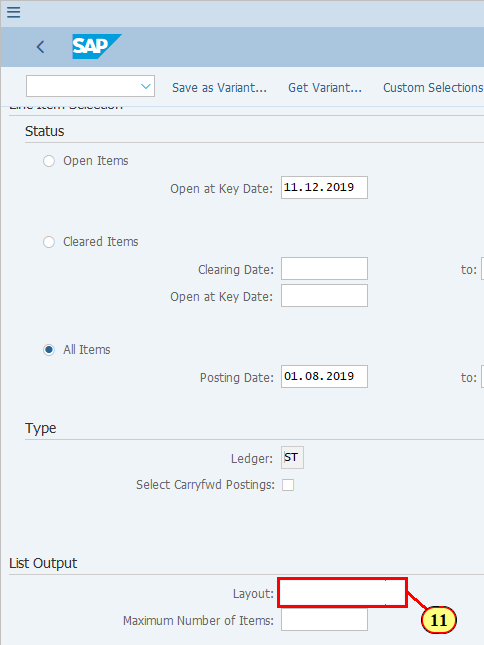 SAP
Save as Variant... Get Variant... Custom Selections
Line Item Selection
Status
Open Items
Open at Key Date: 11.12.2019
Cleared Items
Clearing Date: to:
Open at Key Date:
All Items
Posting Date: 01.08.2019 to:
Type
Ledger: ST
Select Carryfwd Postings:
List Output
Layout:
11
Maximum Number of Items: